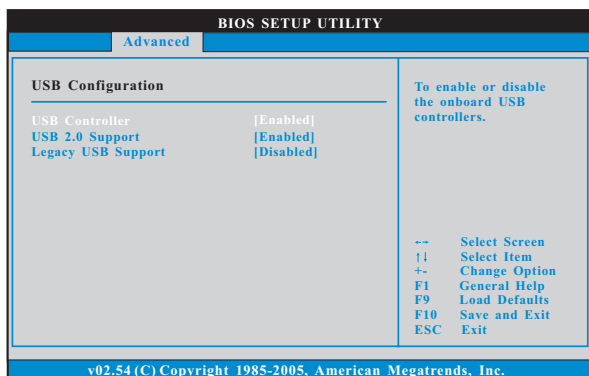 BIOS SETUP UTILITY
Advanced
USB Configuration
USB Controller [Enabled]
USB 2.0 Support [Enabled]
Legacy USB Support [Disabled]
To enable or disable
the onboard USB
controllers.
←→ Select Screen
↑↓ Select Item
+- Change Option
F1 General Help
F9 Load Defaults
F10 Save and Exit
ESC Exit
v02.54 (C) Copyright 1985-2005, American Megatrends, Inc.